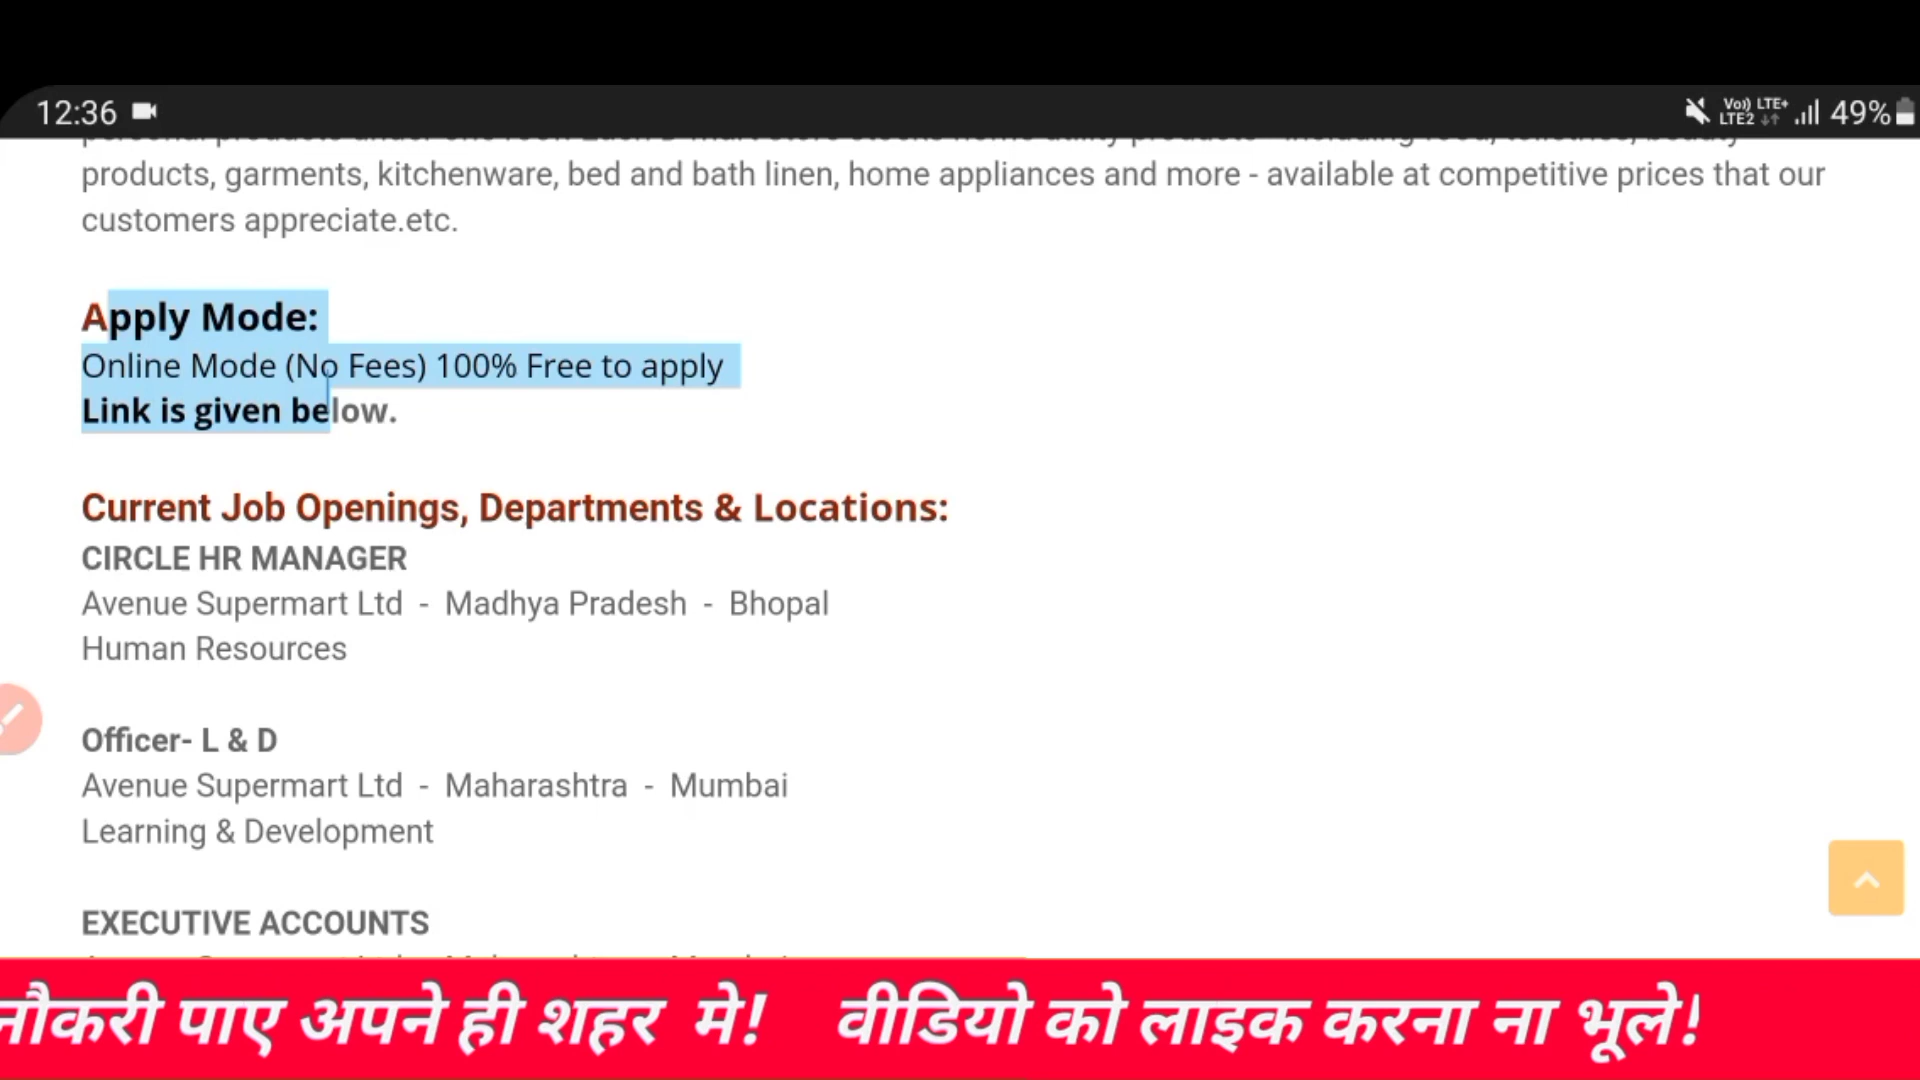 12:36
Vo)) LTE+
LTE2
49%
products, garments, kitchenware, bed and bath linen, home appliances and more - available at competitive prices that our
customers appreciate.etc.
Apply Mode:
Online Mode (No Fees) 100% Free to apply
Link is given below.
Current Job Openings, Departments & Locations:
CIRCLE HR MANAGER
Avenue Supermart Ltd - Madhya Pradesh - Bhopal
Human Resources
Officer- L & D
Avenue Supermart Ltd - Maharashtra - Mumbai
Learning & Development
EXECUTIVE ACCOUNTS
नौकरी पाए अपने ही शहर मे! वीडियो को लाइक करना ना भूले!